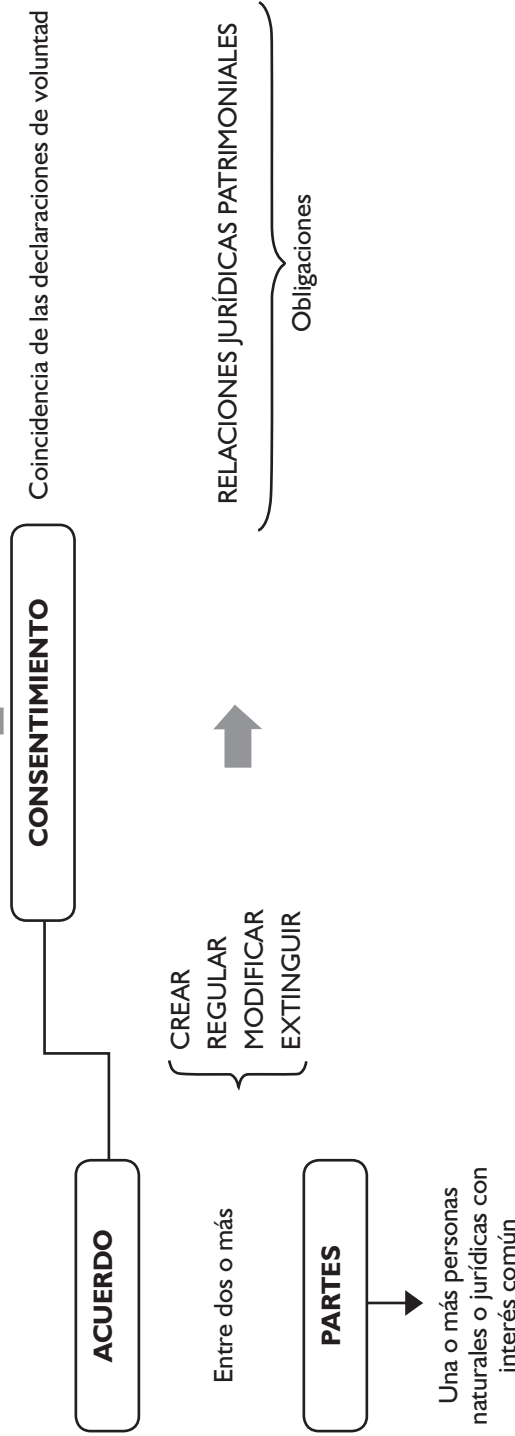 CONSENTIMIENTO
Coincidencia de las declaraciones de voluntad
ACUERDO
Entre dos o más
PARTES
Una o más personas
naturales o jurídicas con
interés común
CREAR
REGULAR
MODIFICAR
EXTINGUIR
RELACIONES JURÍDICAS PATRIMONIALES
Obligaciones